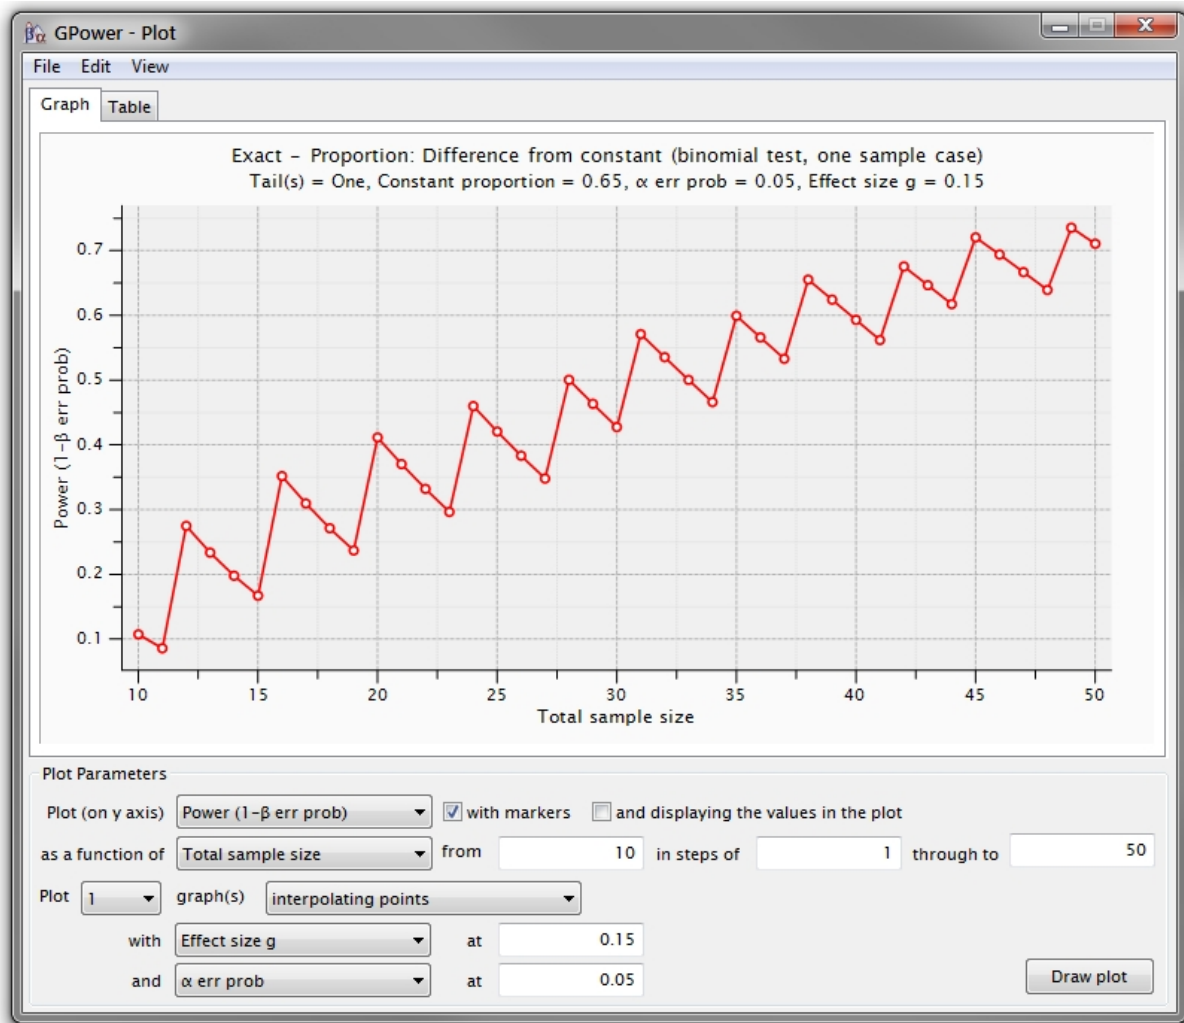 GPower - Plot
File Edit View
Graph Table
Exact – Proportion: Difference from constant (binomial test, one sample case)
Tail(s) = One, Constant proportion = 0.65, α err prob = 0.05, Effect size g = 0.15
Power (1-β err prob)
0.7
0.6
0.5
0.4
0.3
0.2
0.1
10 15 20 25 30 35 40 45 50
Total sample size
Plot Parameters
Plot (on y axis) Power (1-β err prob) with markers and displaying the values in the plot
as a function of Total sample size from 10 in steps of 1 through to 50
Plot 1 graph(s) interpolating points
with Effect size g at 0.15
and α err prob at 0.05
Draw plot